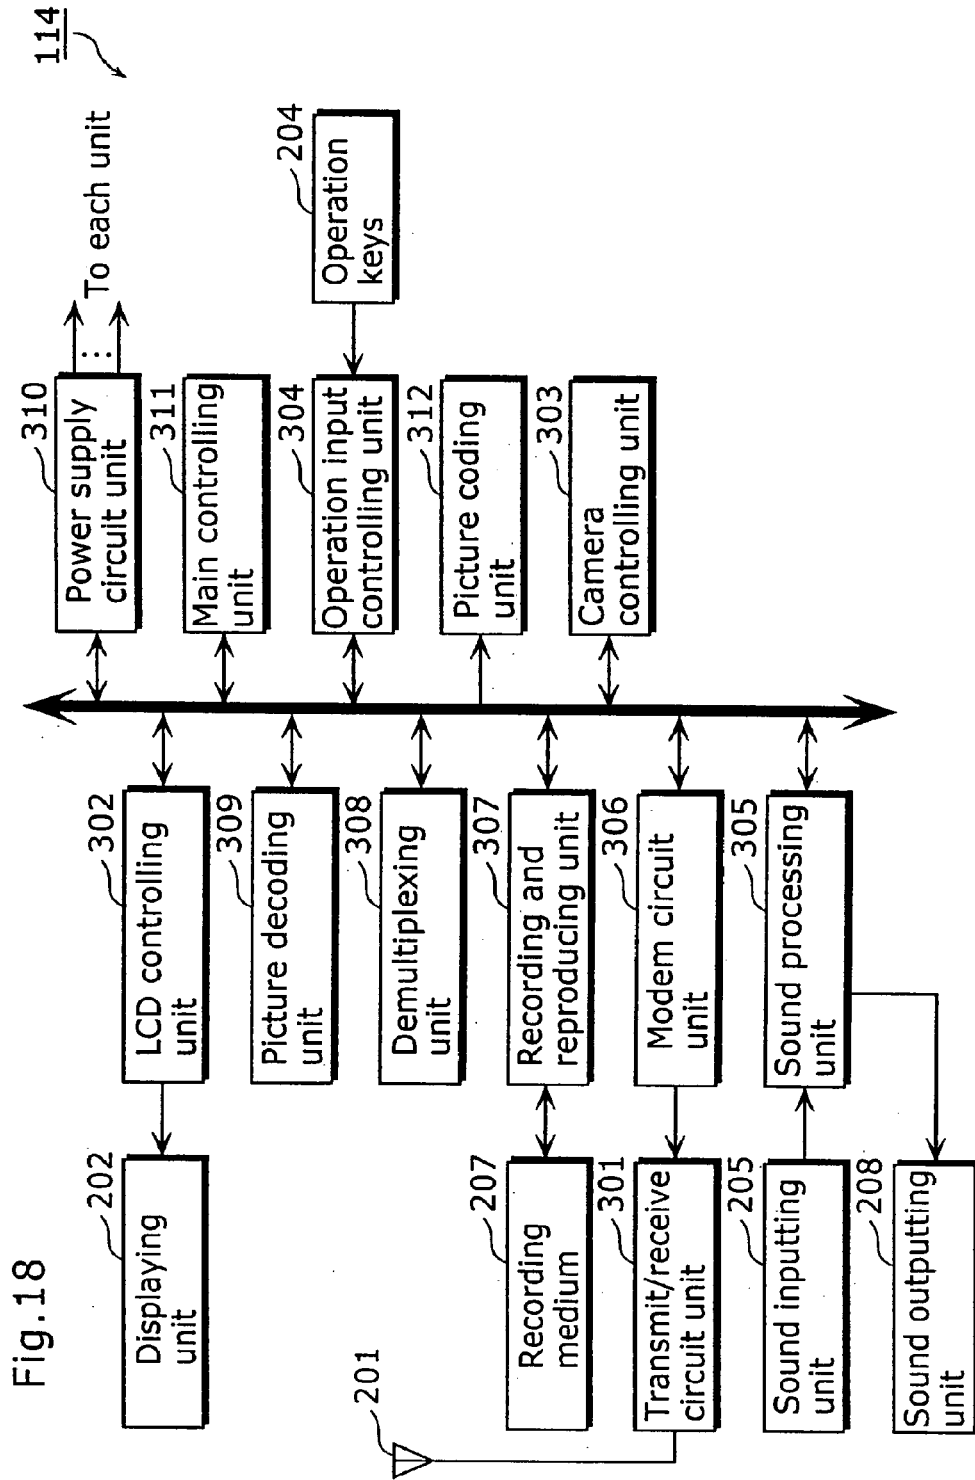 Fig.18
114
202
Displaying
unit
302
LCD controlling
unit
310
Power supply
circuit unit
To each unit
309
Picture decoding
unit
311
Main controlling
unit
308
Demultiplexing
unit
304
Operation input
controlling unit
204
Operation
keys
201
207
Recording
medium
307
Recording and
reproducing unit
312
Picture coding
unit
301
Transmit/receive
circuit unit
306
Modem circuit
unit
303
Camera
controlling unit
205
Sound inputting
unit
305
Sound processing
unit
208
Sound outputting
unit